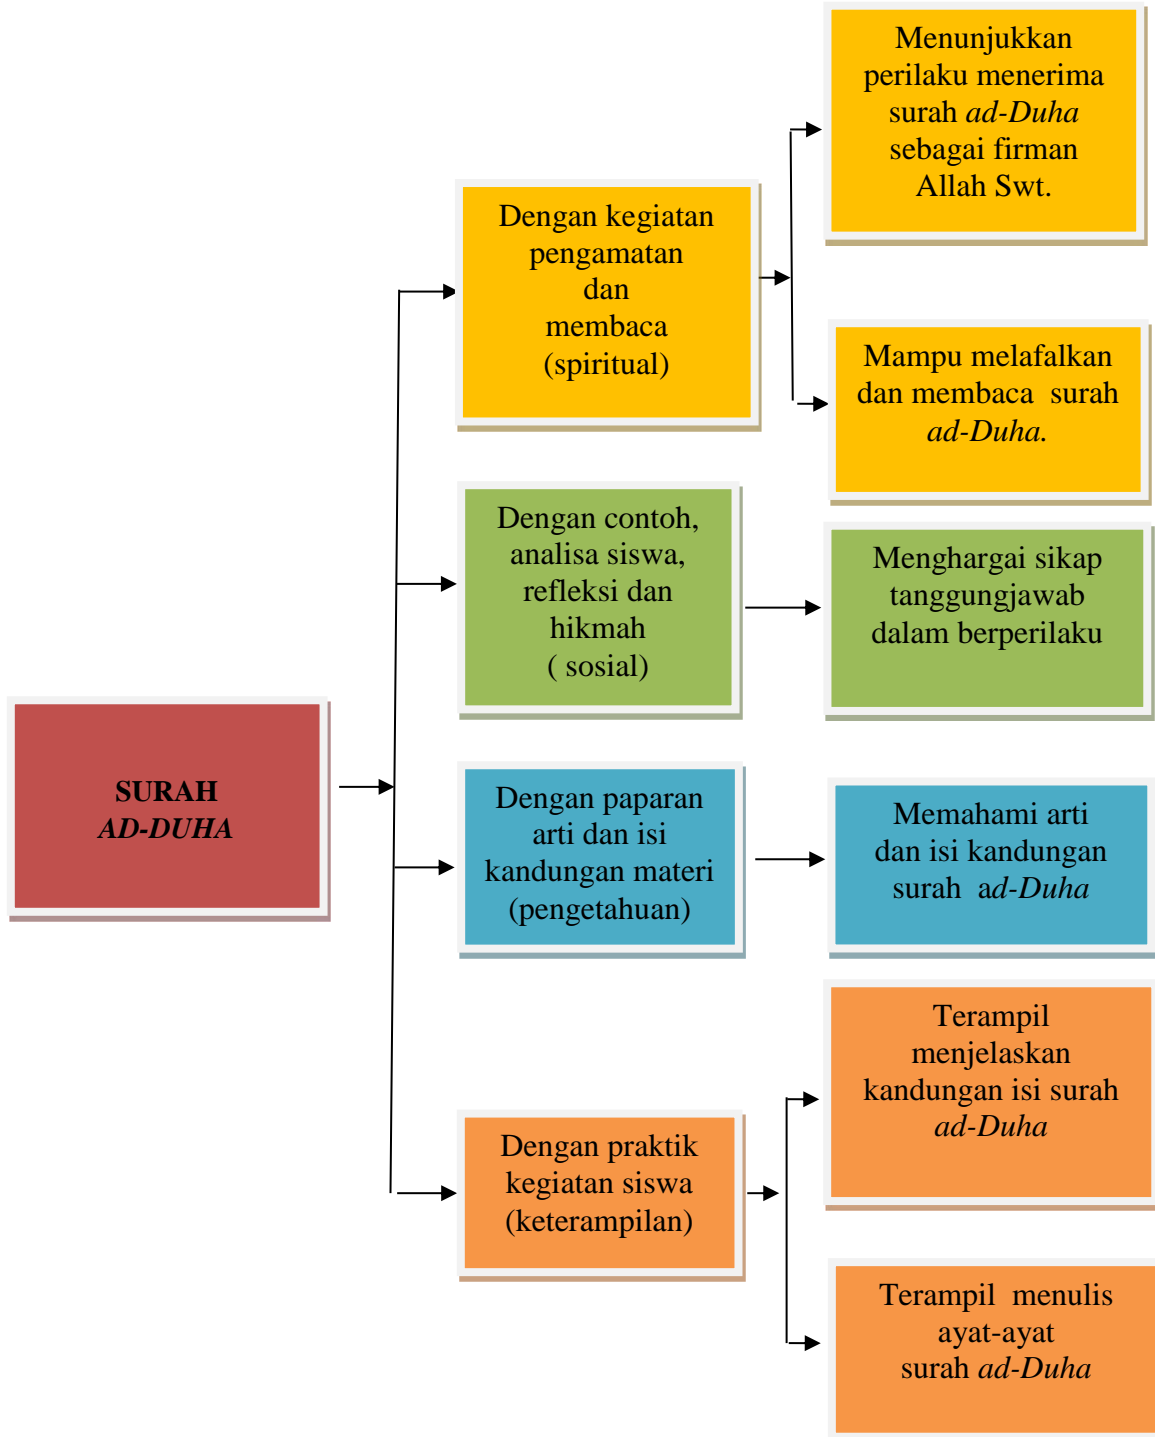 SURAH
AD-DUHA
Dengan kegiatan
pengamatan
dan
membaca
(spiritual)
Menunjukkan
perilaku menerima
surah ad-Duha
sebagai firman
Allah Swt.
Mampu melafalkan
dan membaca surah
ad-Duha.
Dengan contoh,
analisa siswa,
refleksi dan
hikmah
( sosial)
Menghargai sikap
tanggungjawab
dalam berperilaku
Dengan paparan
arti dan isi
kandungan materi
(pengetahuan)
Memahami arti
dan isi kandungan
surah ad-Duha
Dengan praktik
kegiatan siswa
(keterampilan)
Terampil
menjelaskan
kandungan isi surah
ad-Duha
Terampil menulis
ayat-ayat
surah ad-Duha